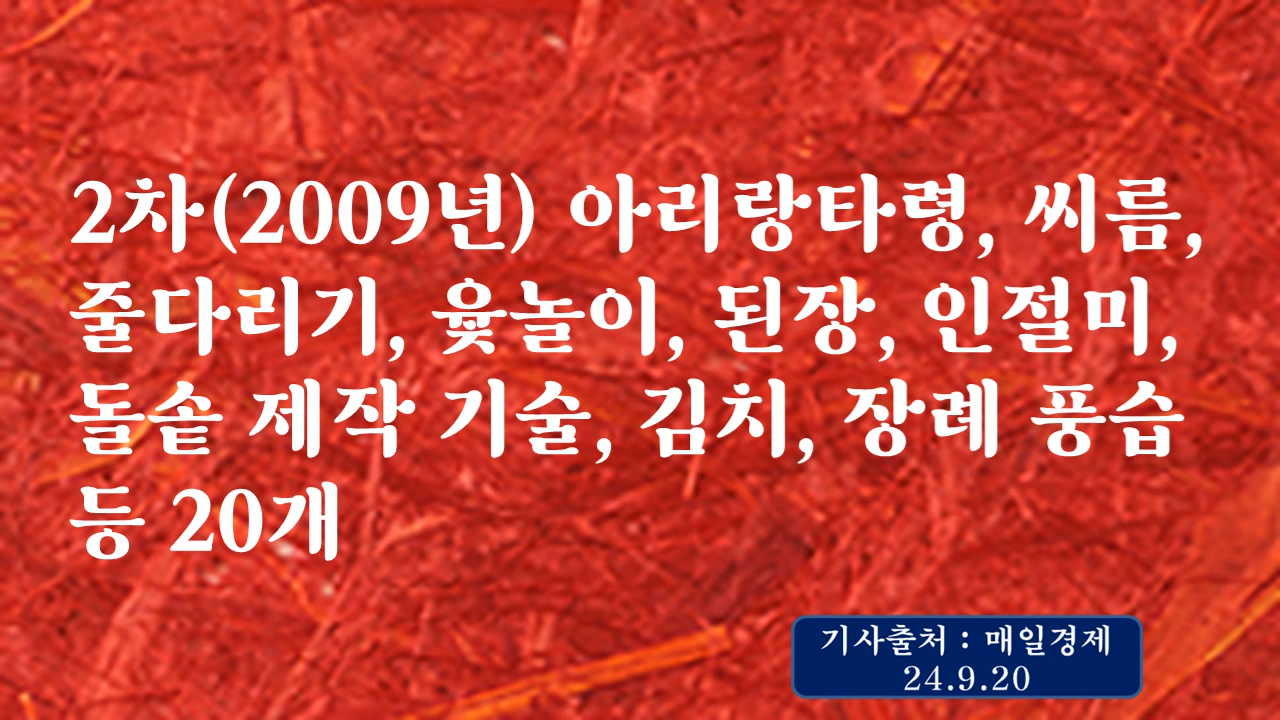 2차(2009년) 아리랑타령, 씨름,
줄다리기, 윷놀이, 된장, 인절미,
돌솥 제작 기술, 김치, 장례 풍습
등 20개
기사출처 : 매일경제
24.9.20